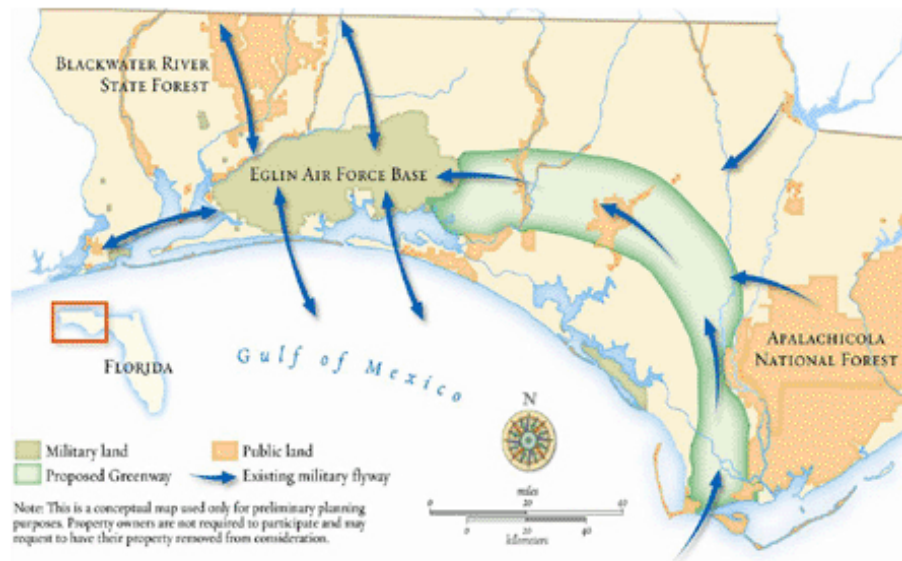 BLACKWATER RIVER
STATE FOREST
EGLIN AIR FORCE BASE
APALACHICOLA
NATIONAL FOREST
FLORIDA
Gulf of Mexico
N
Military land
Public land
Proposed Greenway
Existing military flyway
Note: This is a conceptual map used only for preliminary planning
purposes. Property owners are not required to participate and may
request to have their property removed from consideration.
miles
0 20 40 60
0 20 40 60
kilometers